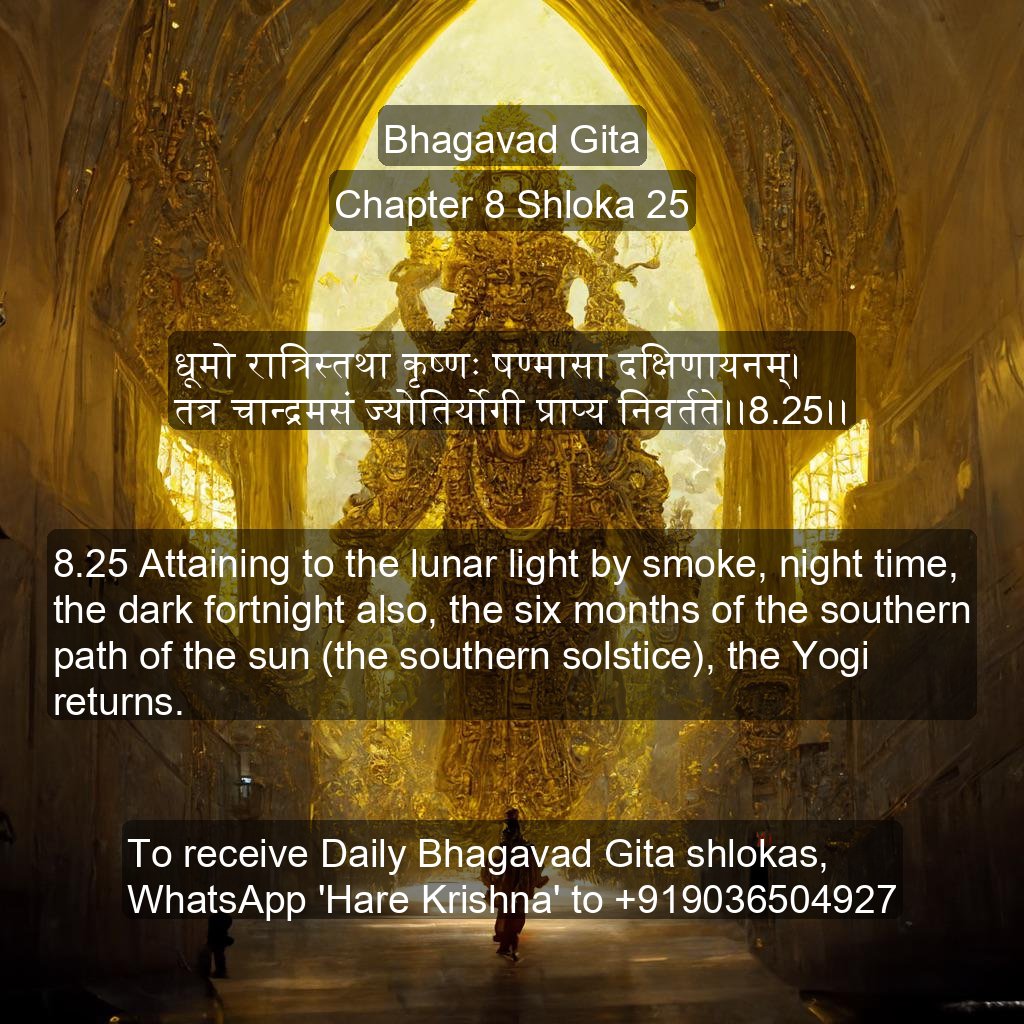 Bhagavad Gita
Chapter 8 Shloka 25
धूमो रात्रिस्तथा कृष्णः षण्मासा दक्षिणायनम्।
तत्र चान्द्रमसं ज्योतिर्योगी प्राप्य निवर्तते।।8.25।।
8.25 Attaining to the lunar light by smoke, night time,
the dark fortnight also, the six months of the southern
path of the sun (the southern solstice), the Yogi
returns.
To receive Daily Bhagavad Gita shlokas,
WhatsApp 'Hare Krishna' to +919036504927